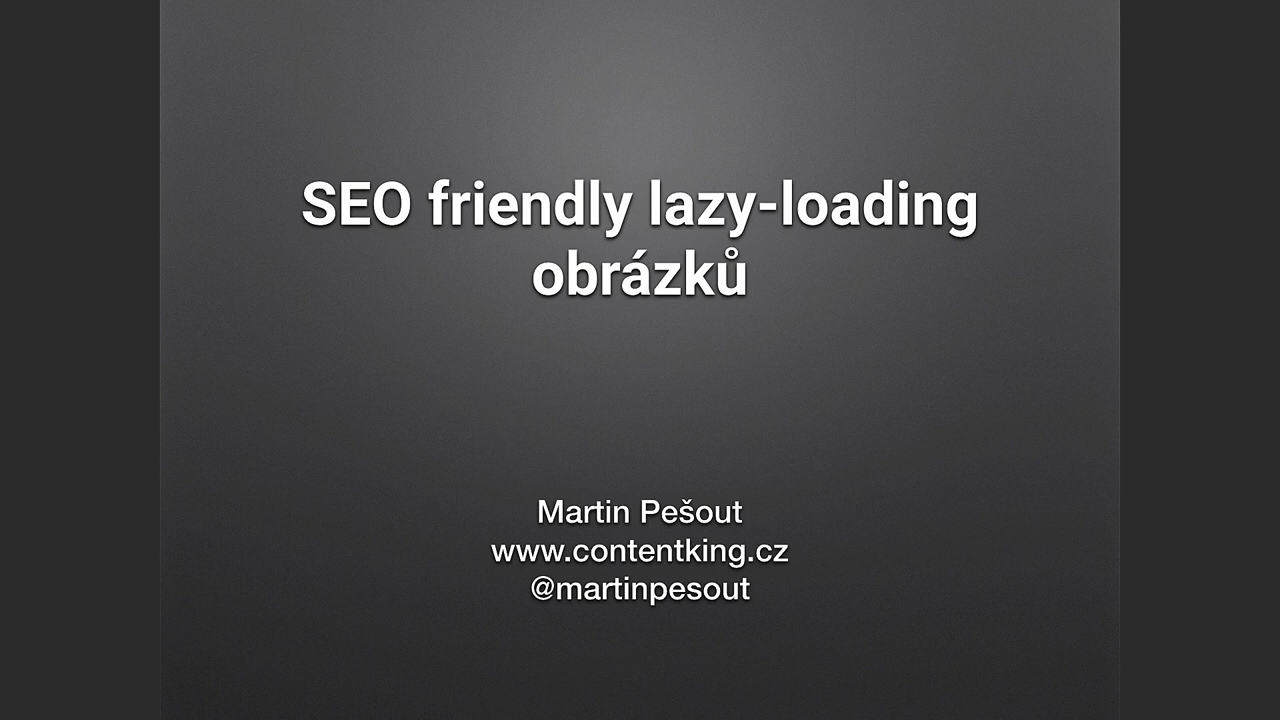 SEO friendly lazy-loading
obrázků
Martin Pešout
www.contentking.cz
@martinpesout